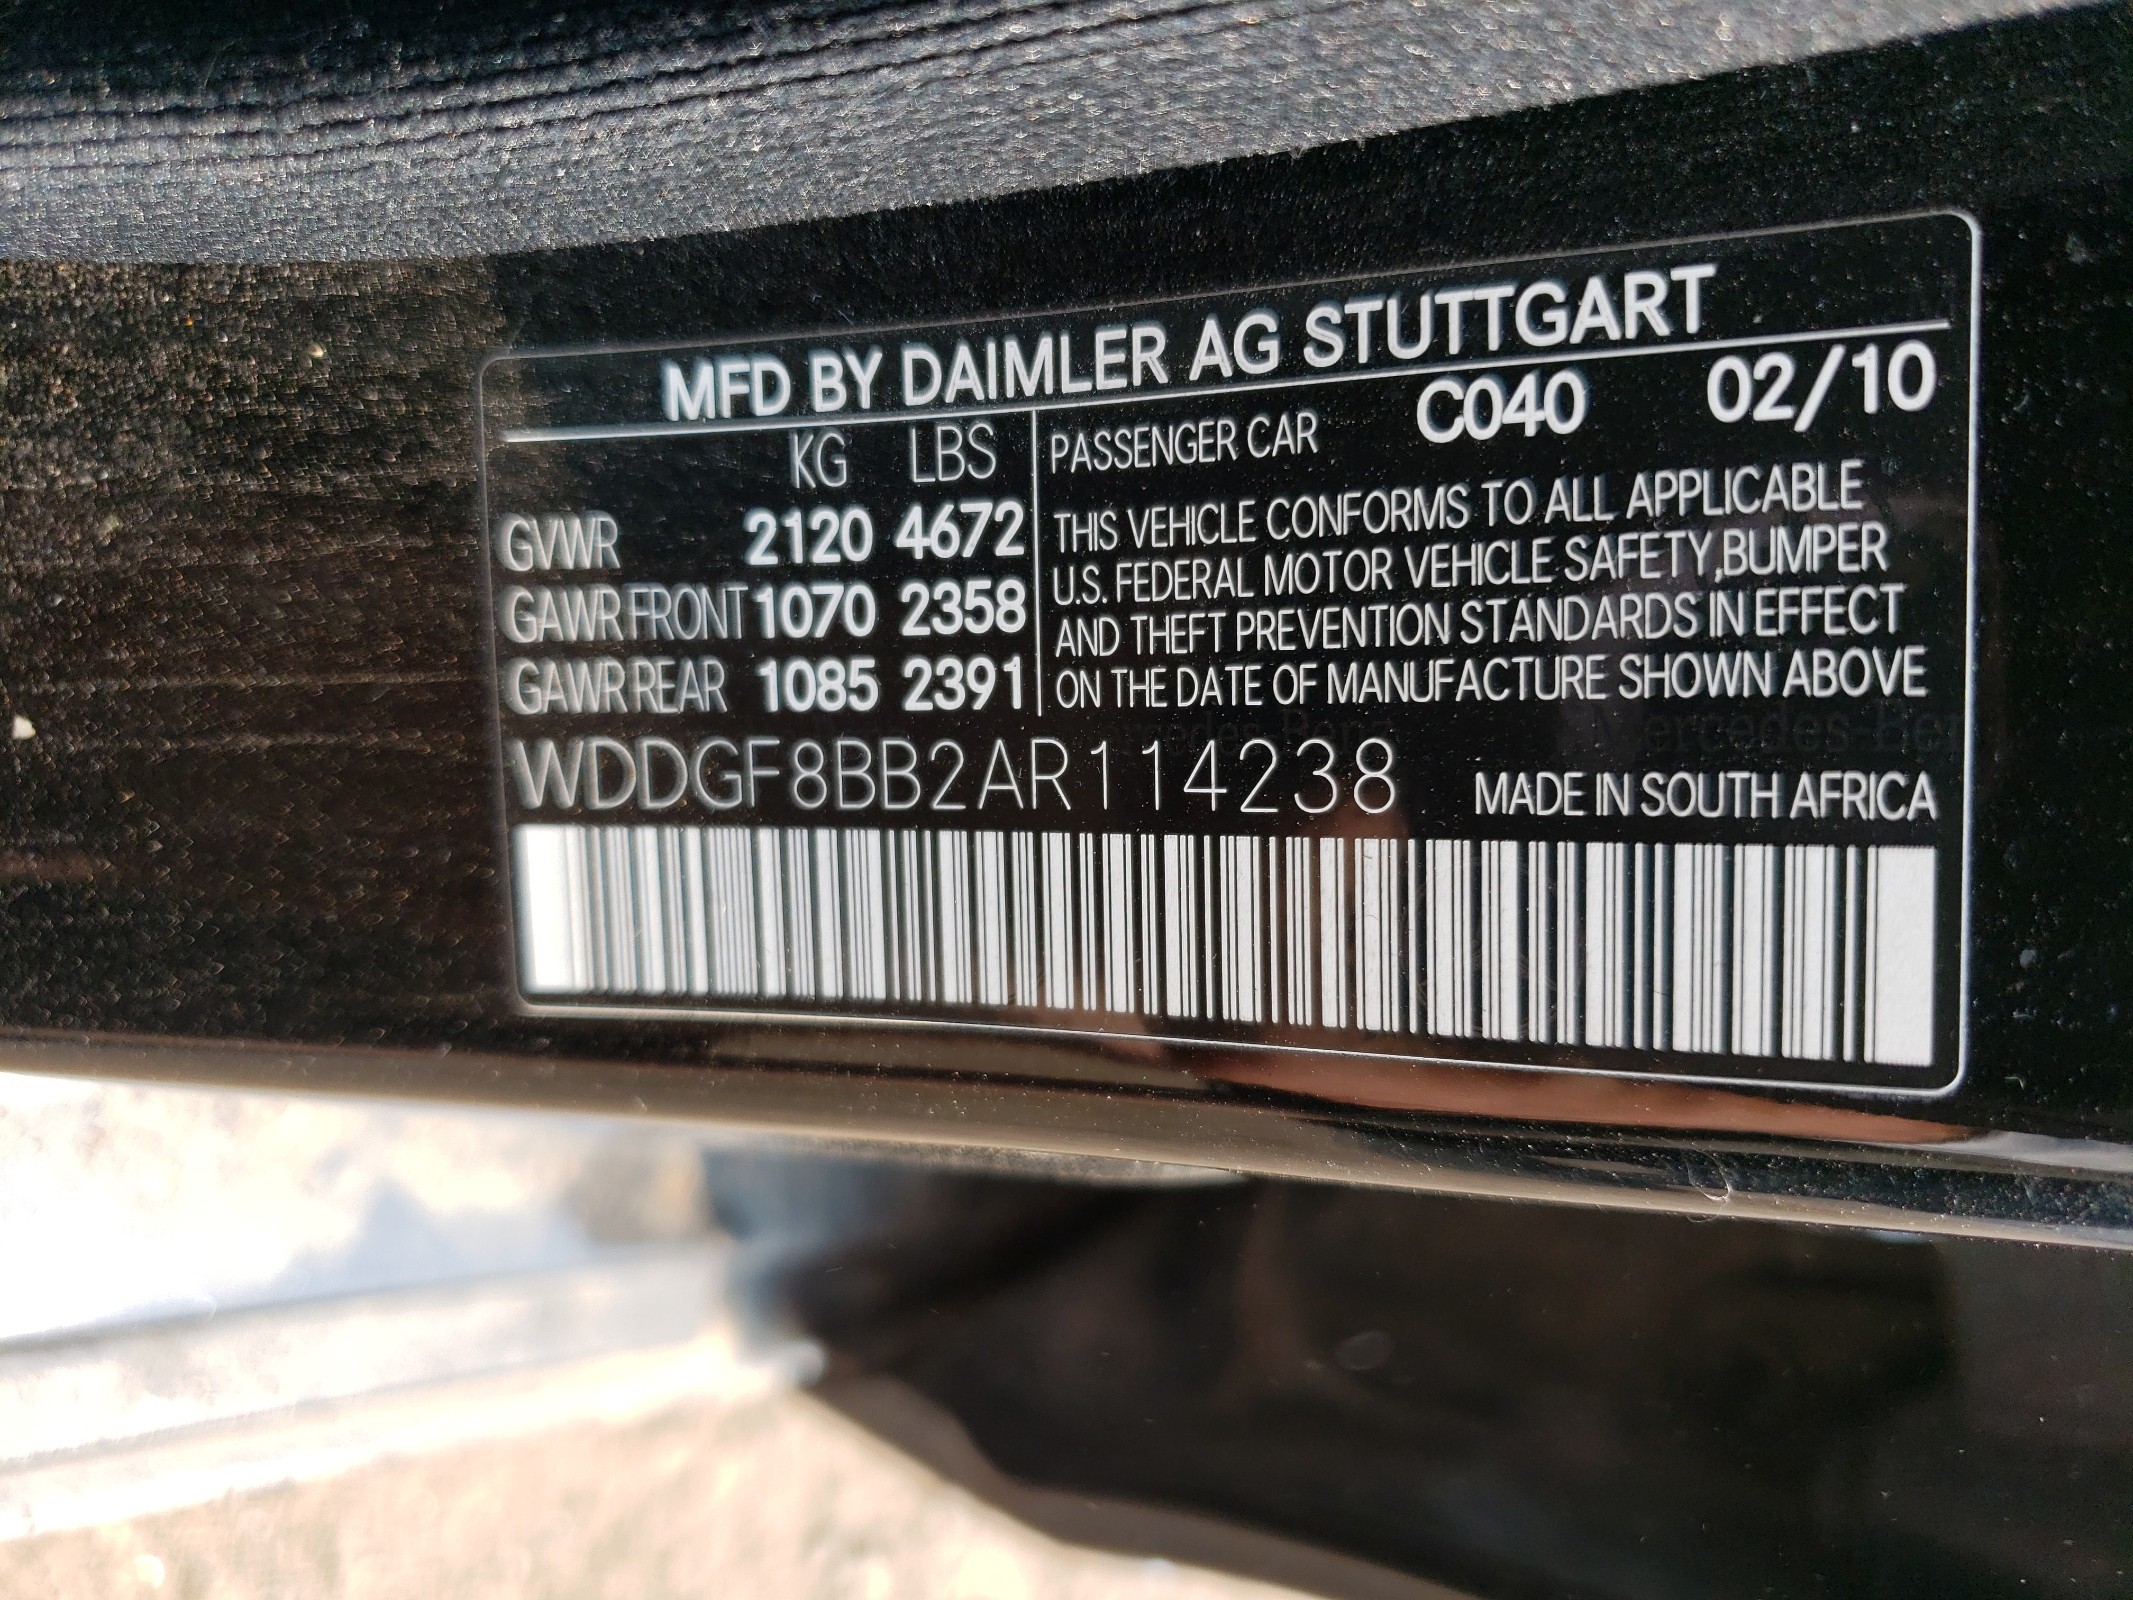 MFD BY DAIMLER AG STUTTGART
KG LBS
GVWR 2120 4672
GAWR FRONT 1070 2358
GAWR REAR 1085 2391
PASSENGER CAR C040 02/10
THIS VEHICLE CONFORMS TO ALL APPLICABLE
U.S. FEDERAL MOTOR VEHICLE SAFETY,BUMPER
AND THEFT PREVENTION STANDARDS IN EFFECT
ON THE DATE OF MANUFACTURE SHOWN ABOVE
WDDGF8BB2AR114238
MADE IN SOUTH AFRICA